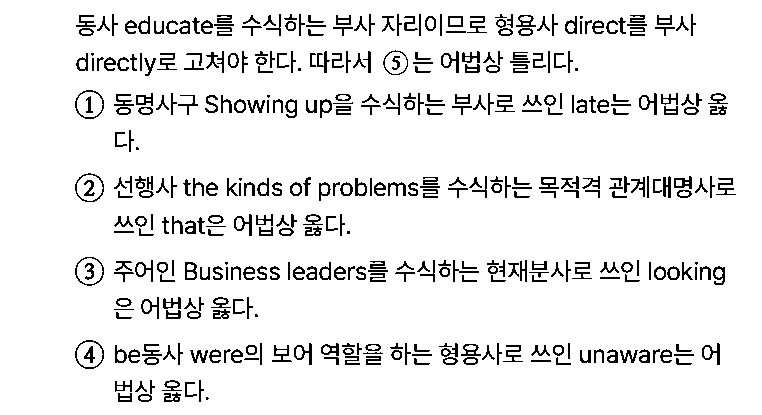 동사 educate를 수식하는 부사 자리이므로 형용사 direct를 부사
directly로 고쳐야 한다. 따라서 ⑤는 어법상 틀리다.
① 동명사구 Showing up을 수식하는 부사로 쓰인 late는 어법상 옳
다.
② 선행사 the kinds of problems를 수식하는 목적격 관계대명사로
쓰인 that은 어법상 옳다.
③ 주어인 Business leaders를 수식하는 현재분사로 쓰인 looking
은 어법상 옳다.
④ be동사 were의 보어 역할을 하는 형용사로 쓰인 unaware는 어
법상 옳다.